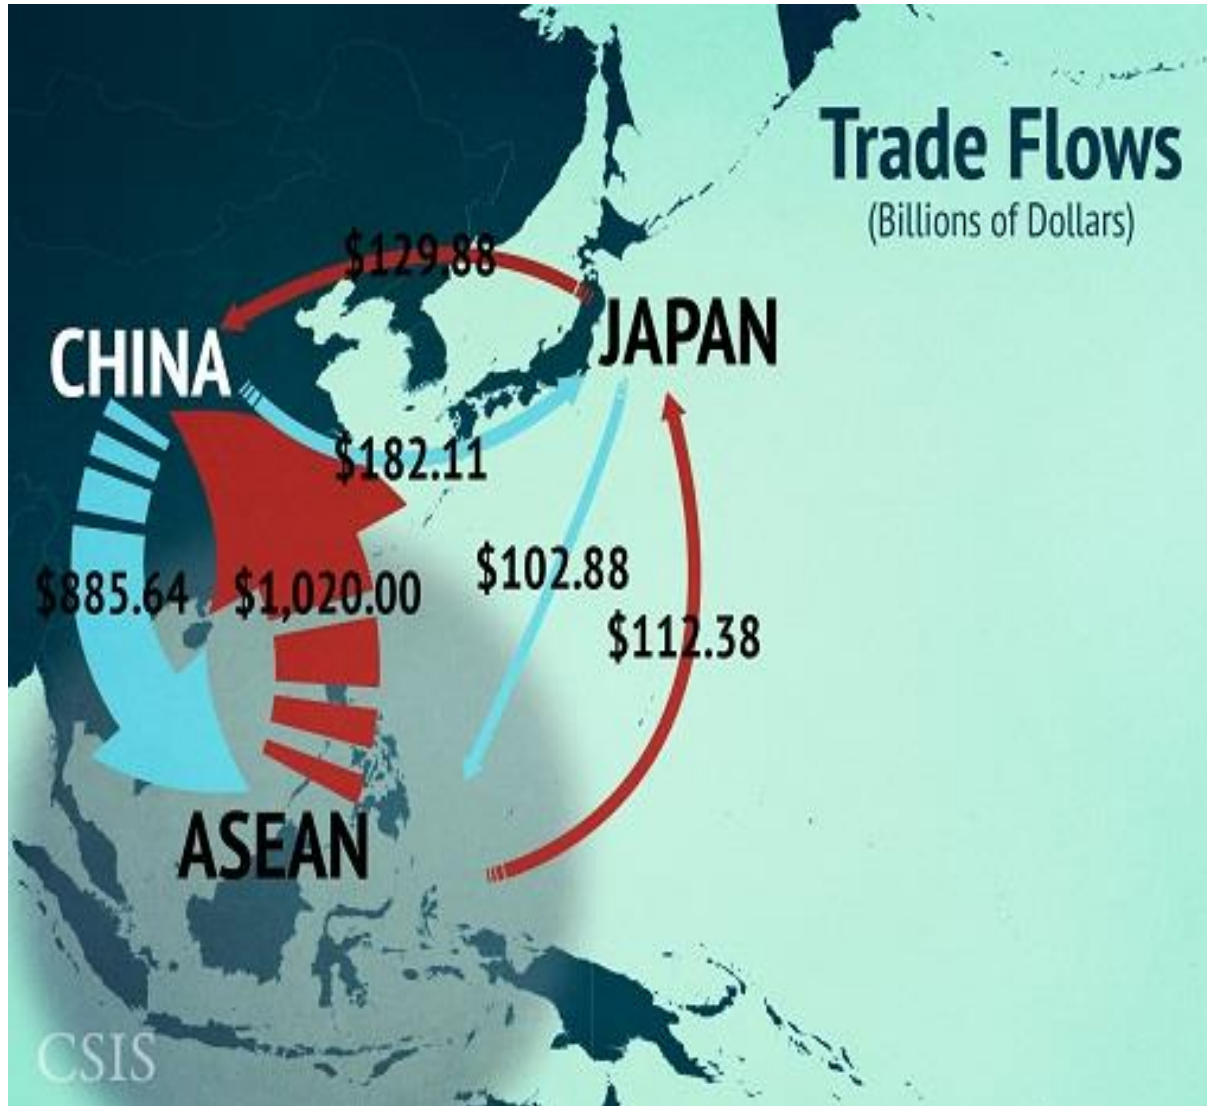 Trade Flows
(Billions of Dollars)
$129.88
JAPAN
CHINA
$182.11
$102.88
$885.64
$1,020.00
$112.38
ASEAN
CSIS